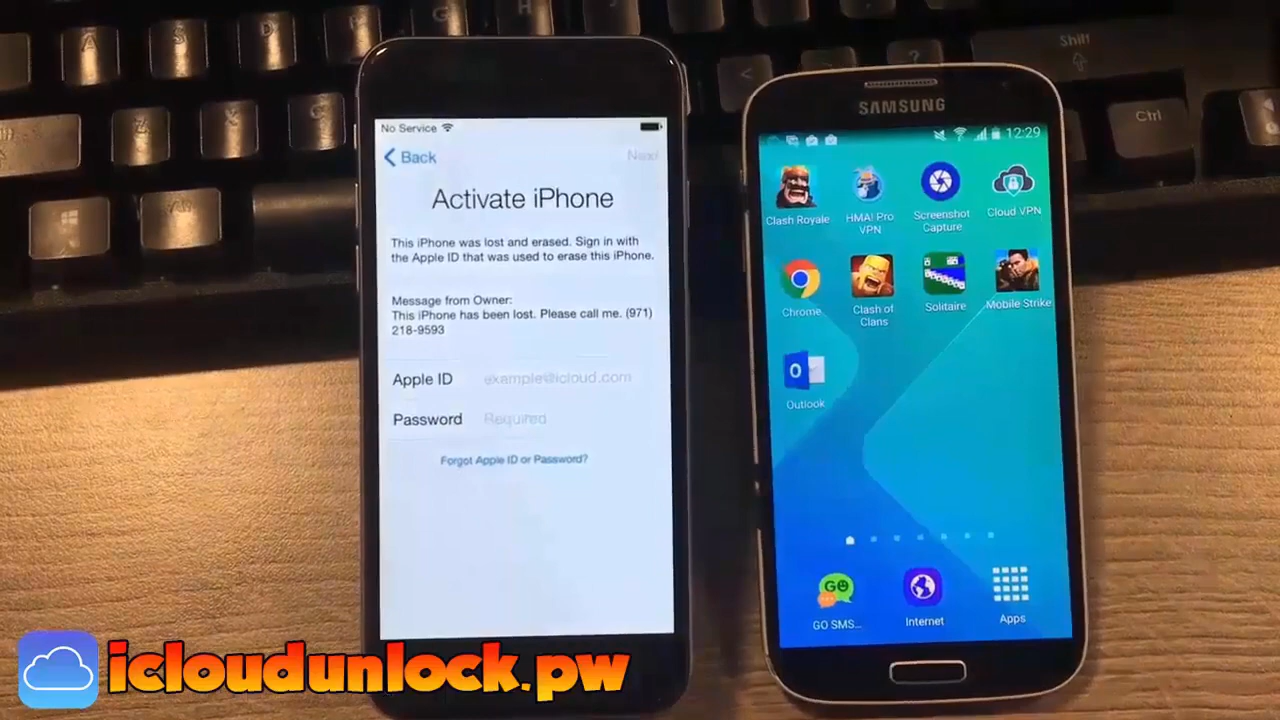 A
S
D
F
G
H
J
Shift
Z
X
C
<
?
Ctrl
Alt
No Service
Back
Next
Activate iPhone
This iPhone was lost and erased. Sign in with
the Apple ID that was used to erase this iPhone.
Message from Owner:
This iPhone has been lost. Please call me. (971)
218-9593
Apple ID
example@icloud.com
Password
Required
Forgot Apple ID or Password?
SAMSUNG
12:29
Clash Royale
HMA! Pro
VPN
Screenshot
Capture
Cloud VPN
Chrome
Clash of
Clans
Solitaire
Mobile Strike
Outlook
GO
GO SMS...
Internet
Apps
icloudunlock.pw